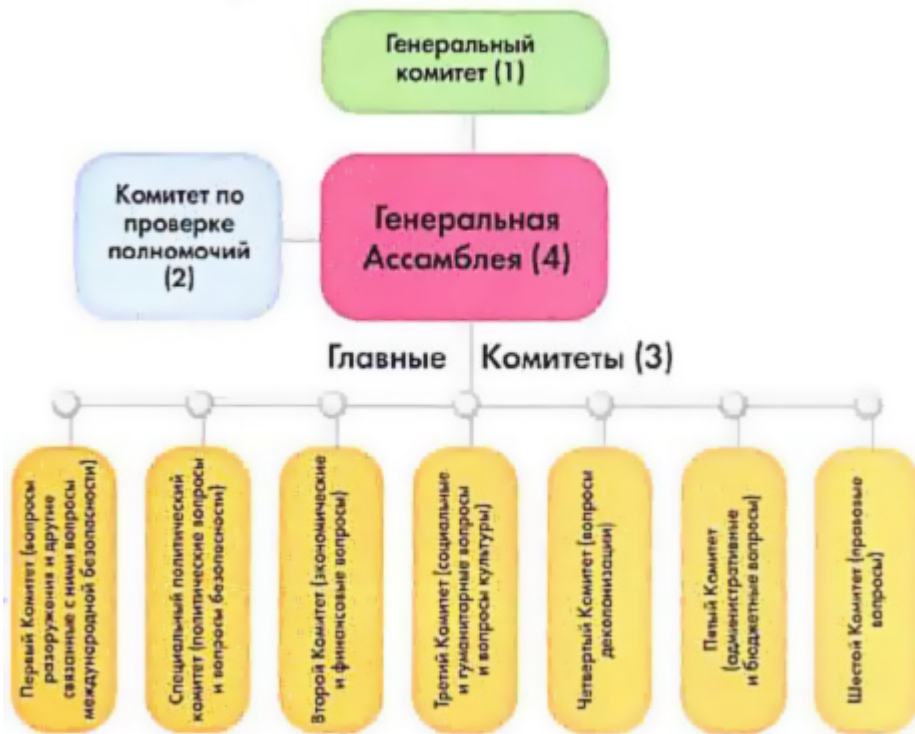 Генеральный
комитет (1)
Комитет по
проверке
полномочий
(2)
Генеральная
Ассамблея (4)
Главные Комитеты (3)
Первый Комитет (вопросы
разоружения и другие
связанные с ними вопросы
международной безопасности)
Специальный политический
комитет (политические вопросы
и вопросы безопасности)
Второй Комитет (экономические
и финансовые вопросы)
Третий Комитет (социальные
и гуманитарные вопросы
и вопросы культуры)
Четвертый Комитет (вопросы
деколонизации)
Пятый Комитет
(административные
и бюджетные вопросы)
Шестой Комитет (правовые
вопросы)